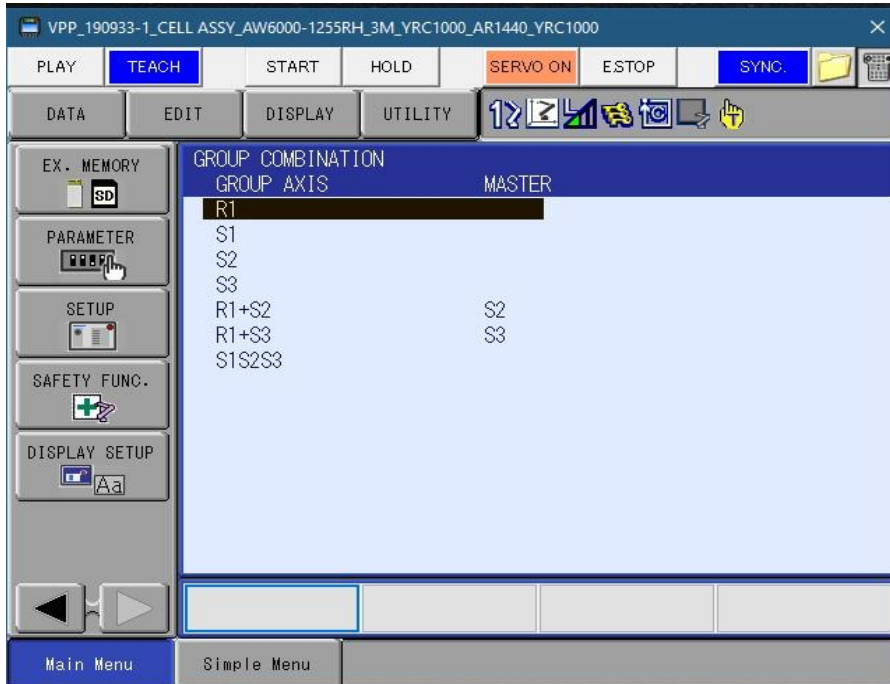 VPP_190933-1_CELL ASSY_AW6000-1255RH_3M_YRC1000_AR1440_YRC1000
PLAY TEACH START HOLD SERVO ON E.STOP SYNC.
DATA EDIT DISPLAY UTILITY
EX. MEMORY
SD
PARAMETER
SETUP
SAFETY FUNC.
DISPLAY SETUP
Aa
GROUP COMBINATION
GROUP AXIS MASTER
R1
S1
S2
S3
R1+S2 S2
R1+S3 S3
S1S2S3
Main Menu Simple Menu